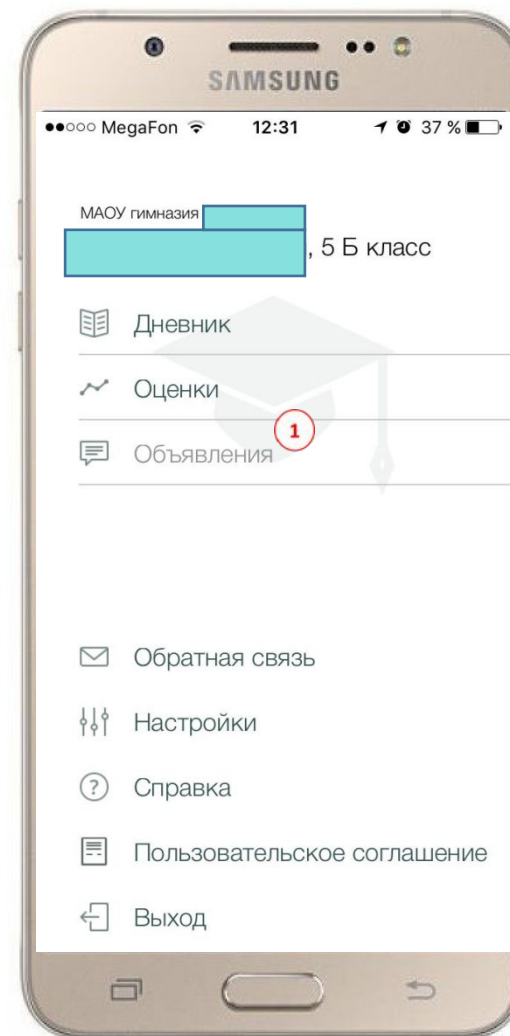 SAMSUNG
MegaFon 12:31 37 %
МАОУ гимназия
, 5 Б класс
Дневник
Оценки
1
Объявления
Обратная связь
Настройки
? Справка
Пользовательское соглашение
Выход